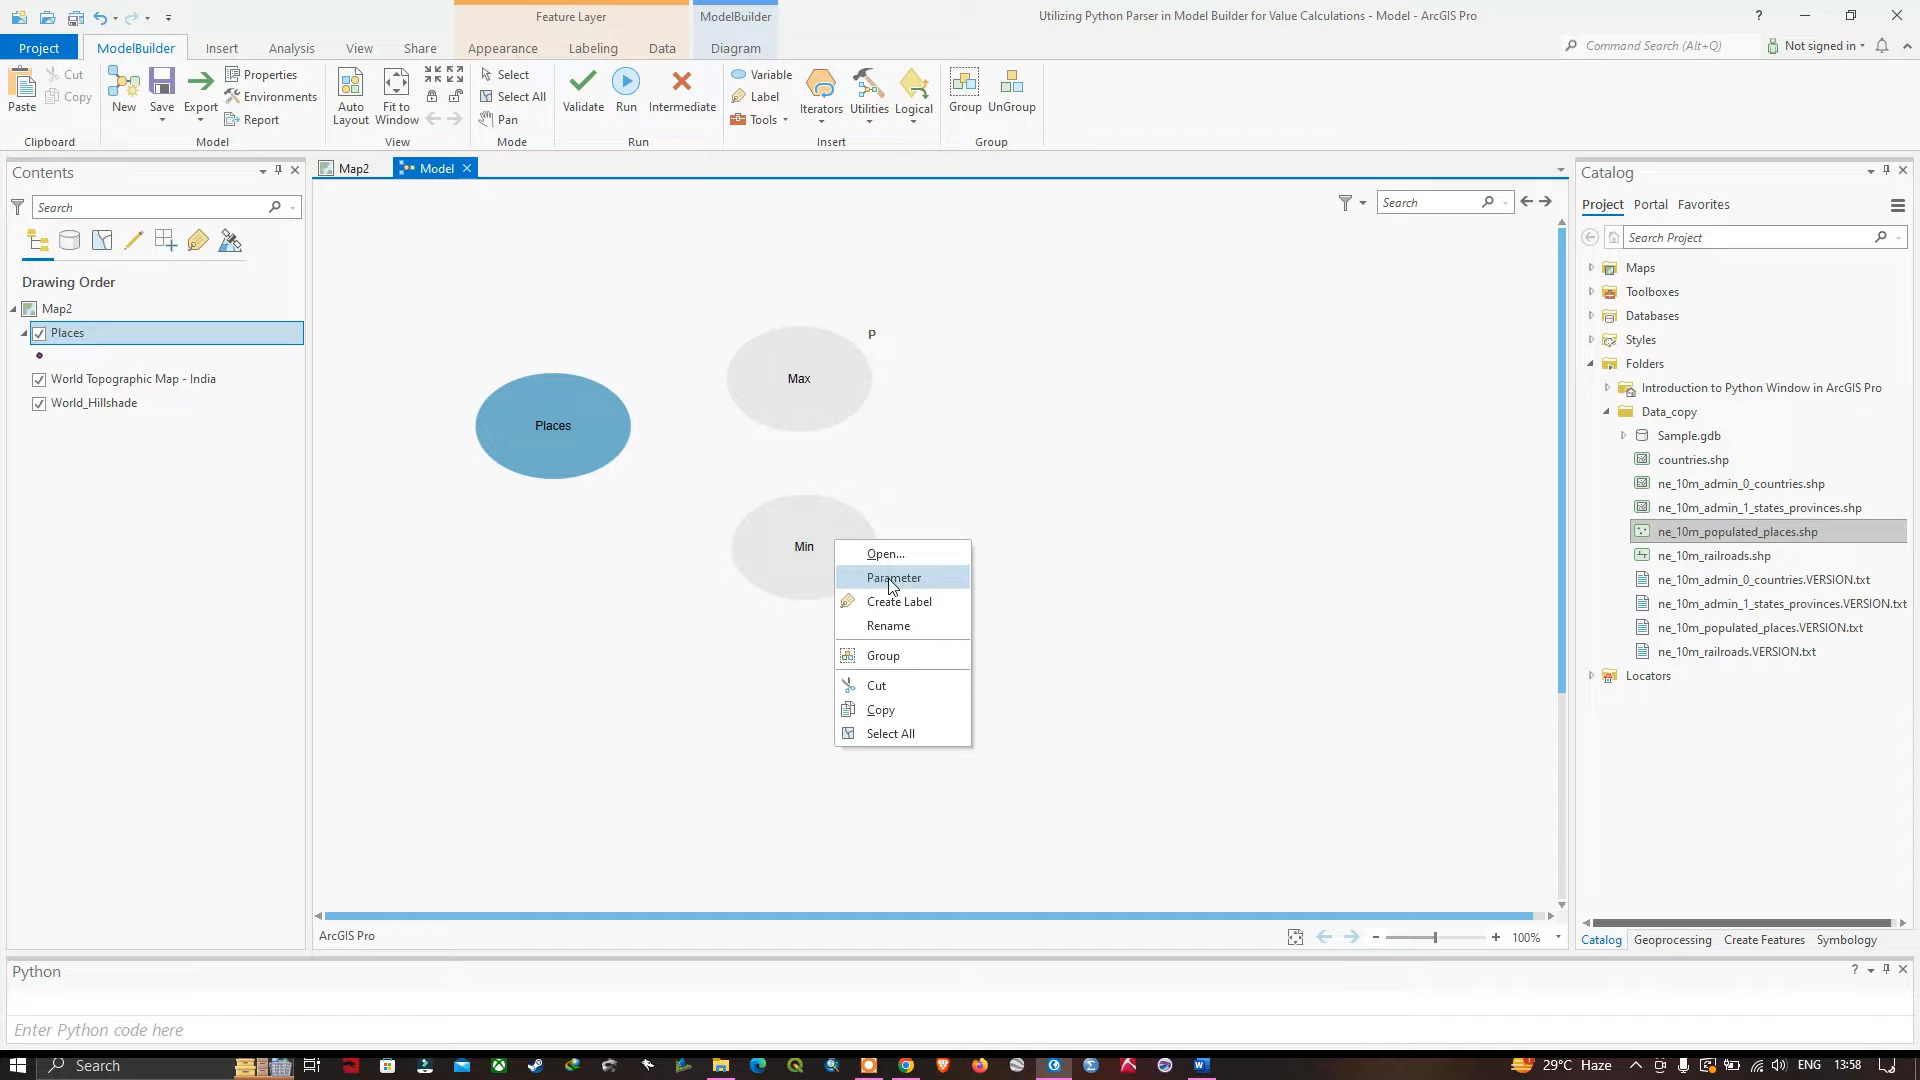 Feature Layer
ModelBuilder
Utilizing Python Parser in Model Builder for Value Calculations - Model - ArcGIS Pro
?
Project
ModelBuilder
Insert
Analysis
View
Share
Appearance
Labeling
Data
Diagram
Command Search (Alt+Q)
Not signed in
Paste
Cut
Copy
Clipboard
New
Save
Export
Properties
Environments
Report
Model
Auto
Layout
Fit to
Window
View
Select
Select All
Pan
Mode
Validate
Run
Intermediate
Run
Variable
Label
Tools
Iterators
Utilities
Logical
Insert
Group
UnGroup
Group
Contents
Search
Drawing Order
Map2
Places
World Topographic Map - India
World_Hillshade
Map2
Model
Search
P
Max
Places
Min
Open...
Parameter
Create Label
Rename
Group
Cut
Copy
Select All
ArcGIS Pro
100%
Catalog
Project
Portal
Favorites
Search Project
Maps
Toolboxes
Databases
Styles
Folders
Introduction to Python Window in ArcGIS Pro
Data_copy
Sample.gdb
countries.shp
ne_10m_admin_0_countries.shp
ne_10m_admin_1_states_provinces.shp
ne_10m_populated_places.shp
ne_10m_railroads.shp
ne_10m_admin_0_countries.VERSION.txt
ne_10m_admin_1_states_provinces.VERSION.txt
ne_10m_populated_places.VERSION.txt
ne_10m_railroads.VERSION.txt
Locators
Catalog
Geoprocessing
Create Features
Symbology
Python
?
Enter Python code here
Search
29°C Haze
ENG
13:58